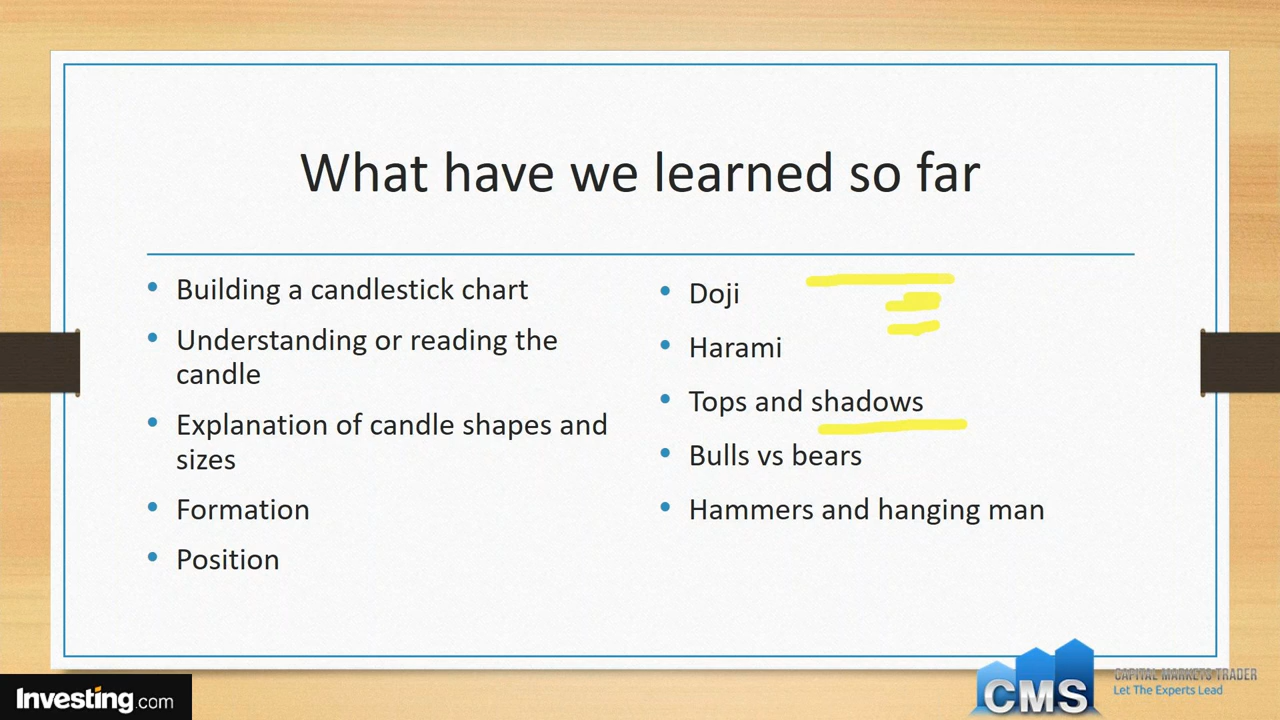 What have we learned so far
• Building a candlestick chart
• Understanding or reading the
candle
• Explanation of candle shapes and
sizes
• Formation
• Position
• Doji
• Harami
• Tops and shadows
• Bulls vs bears
• Hammers and hanging man
Investing.com
CMS
CAPITAL MARKETS TRADER
Let The Experts Lead